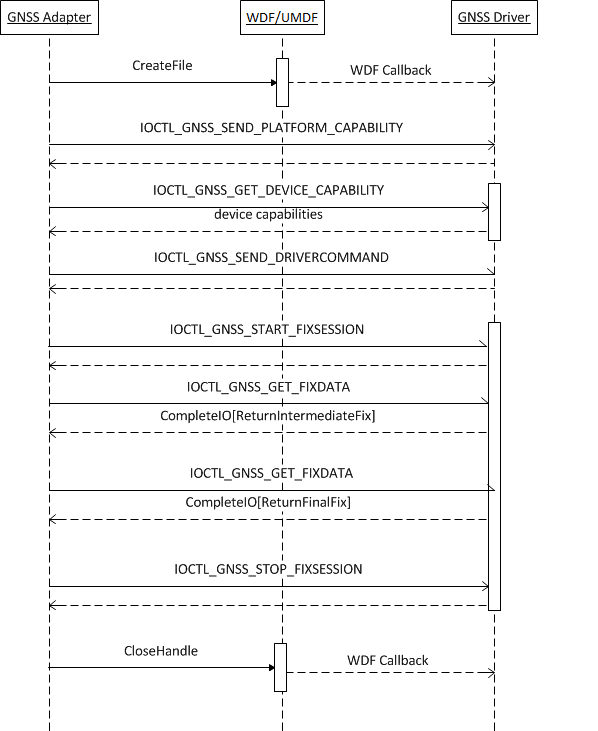 GNSS Adapter
WDF/UMDF
GNSS Driver
CreateFile
WDF Callback
IOCTL_GNSS_SEND_PLATFORM_CAPABILITY
IOCTL_GNSS_GET_DEVICE_CAPABILITY
device capabilities
IOCTL_GNSS_SEND_DRIVERCOMMAND
IOCTL_GNSS_START_FIXSESSION
IOCTL_GNSS_GET_FIXDATA
CompleteIO[ReturnIntermediateFix]
IOCTL_GNSS_GET_FIXDATA
CompleteIO[ReturnFinalFix]
IOCTL_GNSS_STOP_FIXSESSION
CloseHandle
WDF Callback